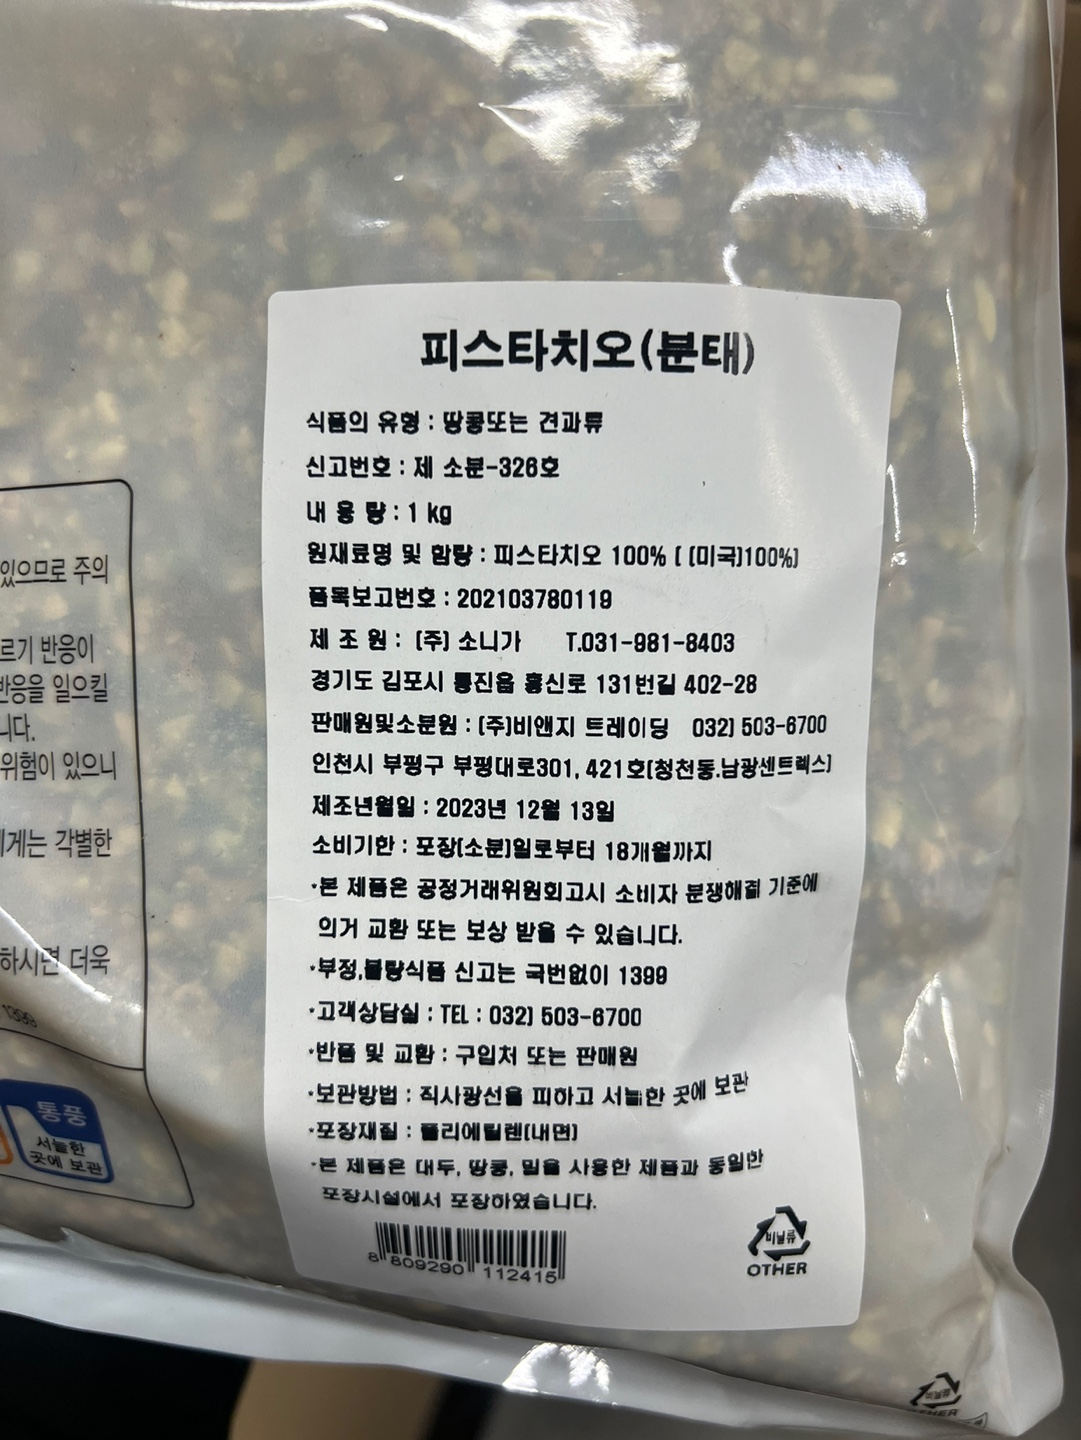 피스타치오(분태)
식품의 유형 : 땅콩또는 견과류
신고번호 : 제 소분-326호
내 용 량 : 1 kg
원재료명 및 함량 : 피스타치오 100% [ (미국)100%]
품목보고번호 : 202103780119
제 조 원 : (주) 소니가 T.031-981-8403
경기도 김포시 통진읍 흥신로 131번길 402-28
판매원및소분원 : (주)비앤지 트레이딩 032) 503-6700
인천시 부평구 부평대로301, 421호(청천동.남광센트렉스)
제조년월일 : 2023년 12월 13일
소비기한 : 포장(소분)일로부터 18개월까지
·본 제품은 공정거래위원회고시 소비자 분쟁해결 기준에
의거 교환 또는 보상 받을 수 있습니다.
·부정,불량식품 신고는 국번없이 1399
·고객상담실 : TEL : 032) 503-6700
·반품 및 교환 : 구입처 또는 판매원
·보관방법 : 직사광선을 피하고 서늘한 곳에 보관
·포장재질 : 폴리에틸렌(내면)
·본 제품은 대두, 땅콩, 밀을 사용한 제품과 동일한
포장시설에서 포장하였습니다.
8 809290 112415
비닐류
OTHER
있으므로 주의
르기 반응이
반응을 일으킬
니다.
위험이 있으니
에게는 각별한
하시면 더욱
1399
통풍
서늘한
곳에 보관
OTHER